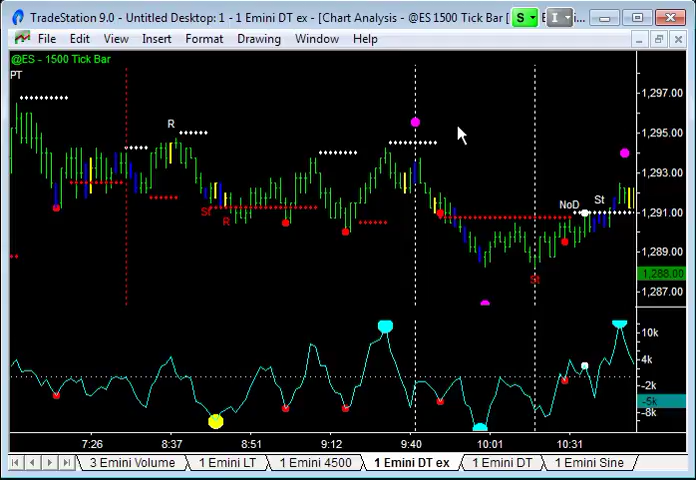 TradeStation 9.0 - Untitled Desktop: 1 - 1 Emini DT ex - [Chart Analysis - @ES 1500 Tick Bar [
S
I
File Edit View Insert Format Drawing Window Help
@ES - 1500 Tick Bar
PT
1,297.00
R
1,295.00
1,293.00
NoD
St
St
1,291.00
R
1,289.00
St
1,288.00
1,287.00
10k
4k
-2k
-5k
-8k
7:26 8:37 8:51 9:12 9:40 10:01 10:31
3 Emini Volume 1 Emini LT 1 Emini 4500 1 Emini DT ex 1 Emini DT 1 Emini Sine